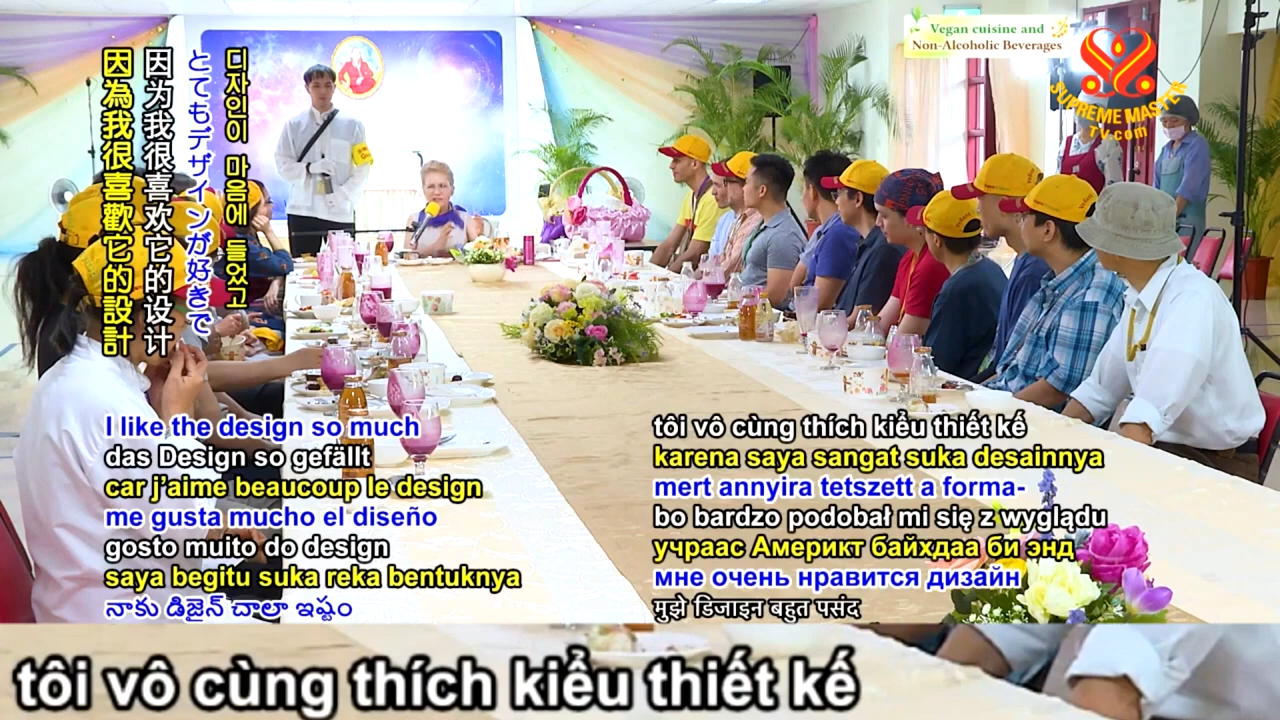 Vegan cuisine and
Non-Alcoholic Beverages
SUPREME MASTER
TV.com
디자인이 마음에 들었고
とてもデザインが好きで
因为我很喜欢它的设计
因為我很喜歡它的設計
I like the design so much
das Design so gefällt
car j'aime beaucoup le design
me gusta mucho el diseño
gosto muito do design
saya begitu suka reka bentuknya
నాకు డిజైన్ చాలా ఇష్టం
tôi vô cùng thích kiểu thiết kế
karena saya sangat suka desainnya
mert annyira tetszett a forma-
bo bardzo podobał mi się z wyglądu
учраас Америкт байхдаа би энд
мне очень нравится дизайн
मुझे डिजाइन बहुत पसंद
tôi vô cùng thích kiểu thiết kế